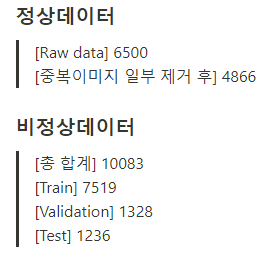 정상데이터
[Raw data] 6500
[중복이미지 일부 제거 후] 4866
비정상데이터
[총 합계] 10083
[Train] 7519
[Validation] 1328
[Test] 1236